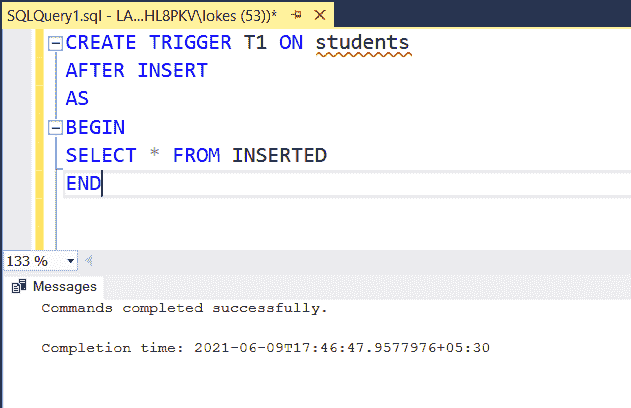 SQLQuery1.sql - LA...HL8PKV\lokes (53))*
CREATE TRIGGER T1 ON students
AFTER INSERT
AS
BEGIN
SELECT * FROM INSERTED
END
133 %
Messages
Commands completed successfully.
Completion time: 2021-06-09T17:46:47.9577976+05:30